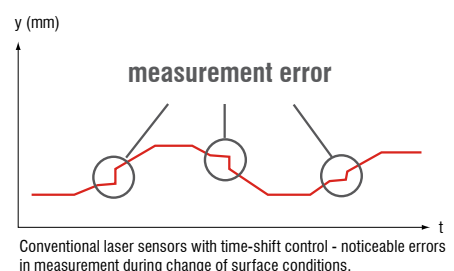 y (mm)
measurement error
t
Conventional laser sensors with time-shift control - noticeable errors
in measurement during change of surface conditions.